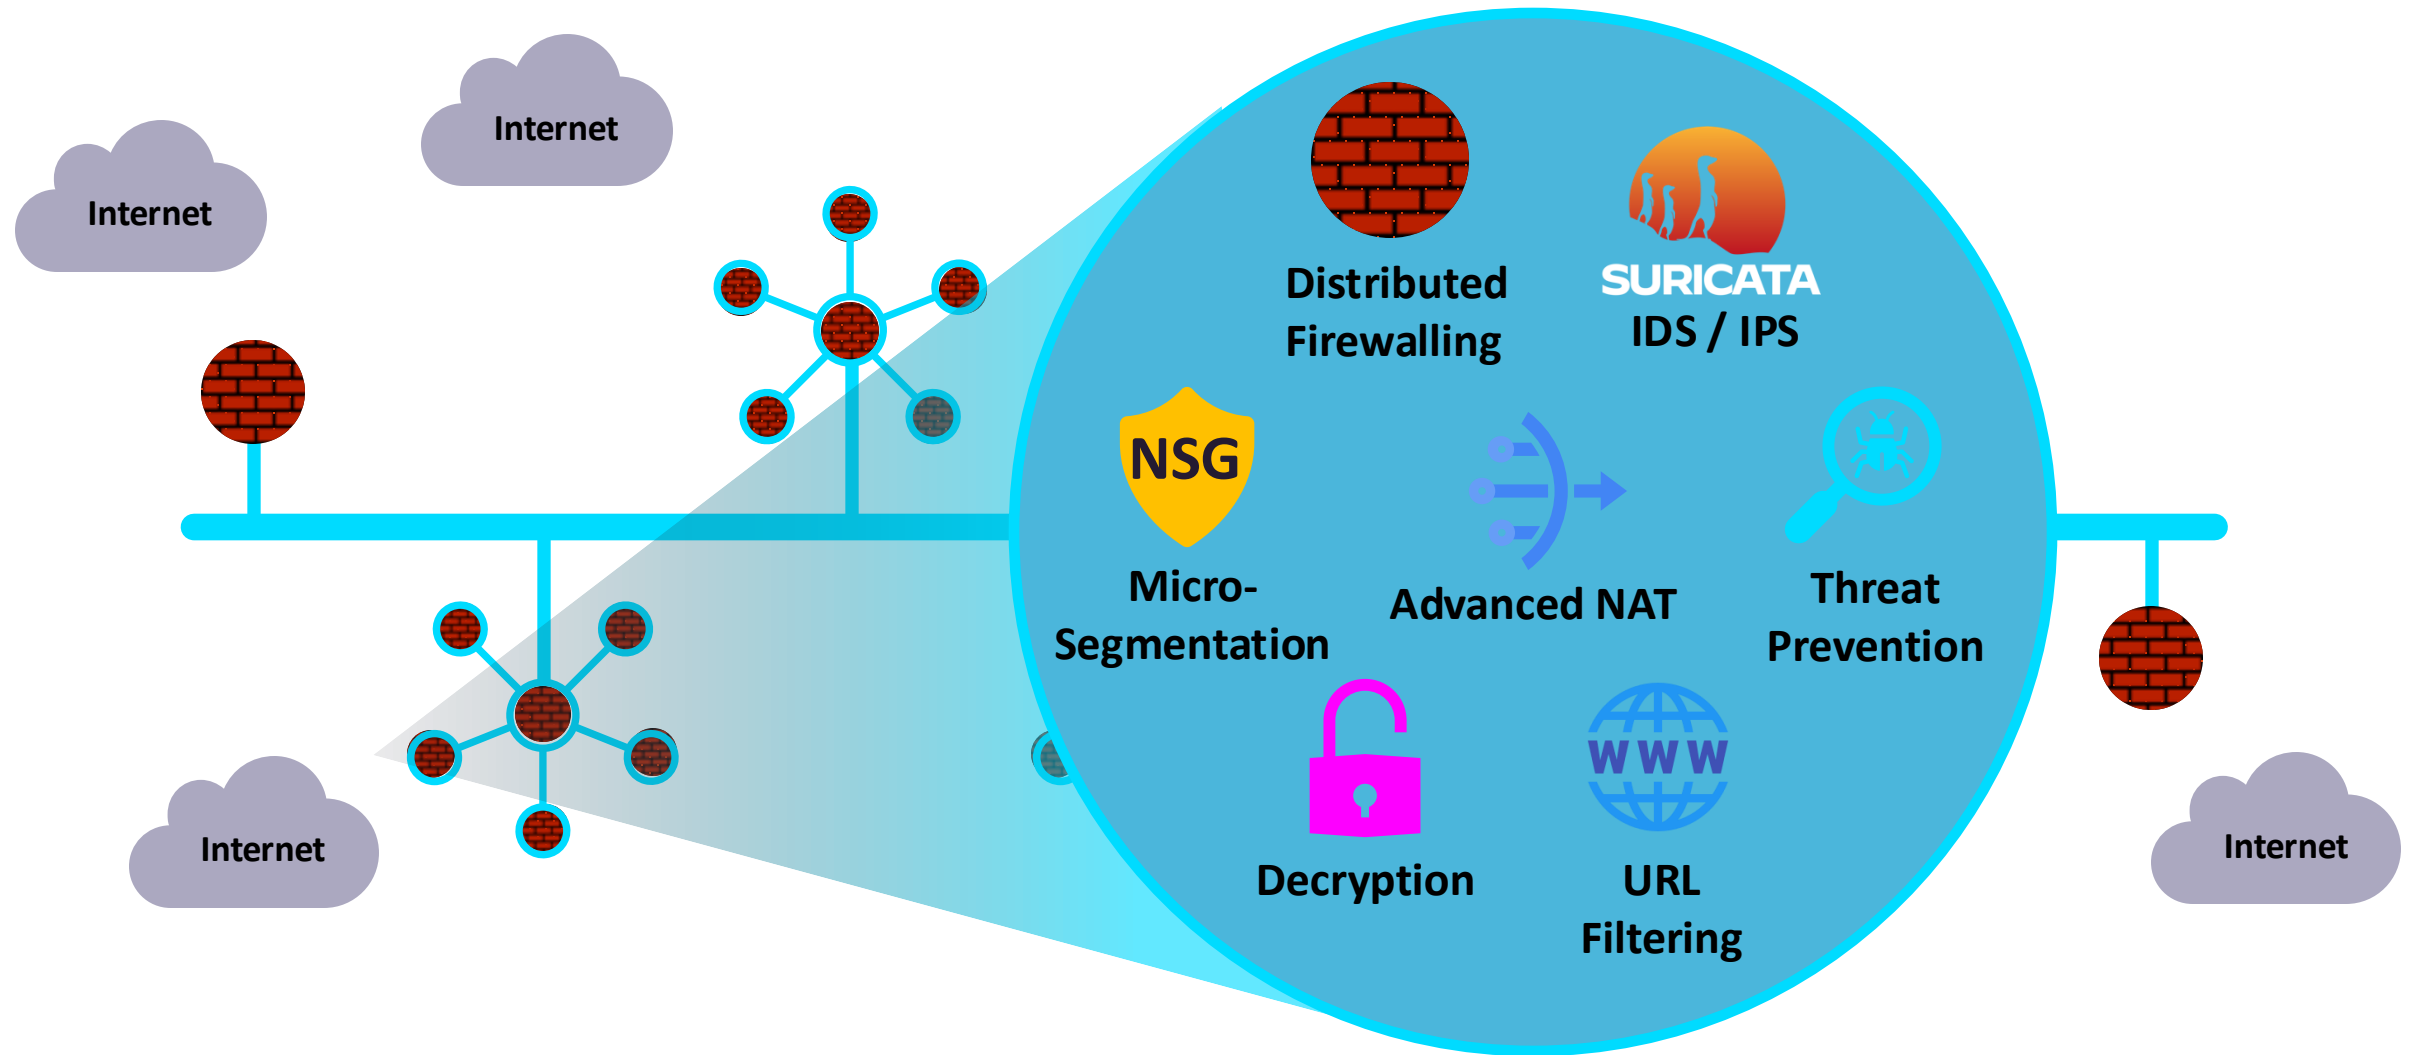 Internet
Internet
Distributed
Firewalling
SURICATA
IDS / IPS
NSG
Micro-
Segmentation
Advanced NAT
Threat
Prevention
Decryption
WWW
URL
Filtering
Internet
Internet